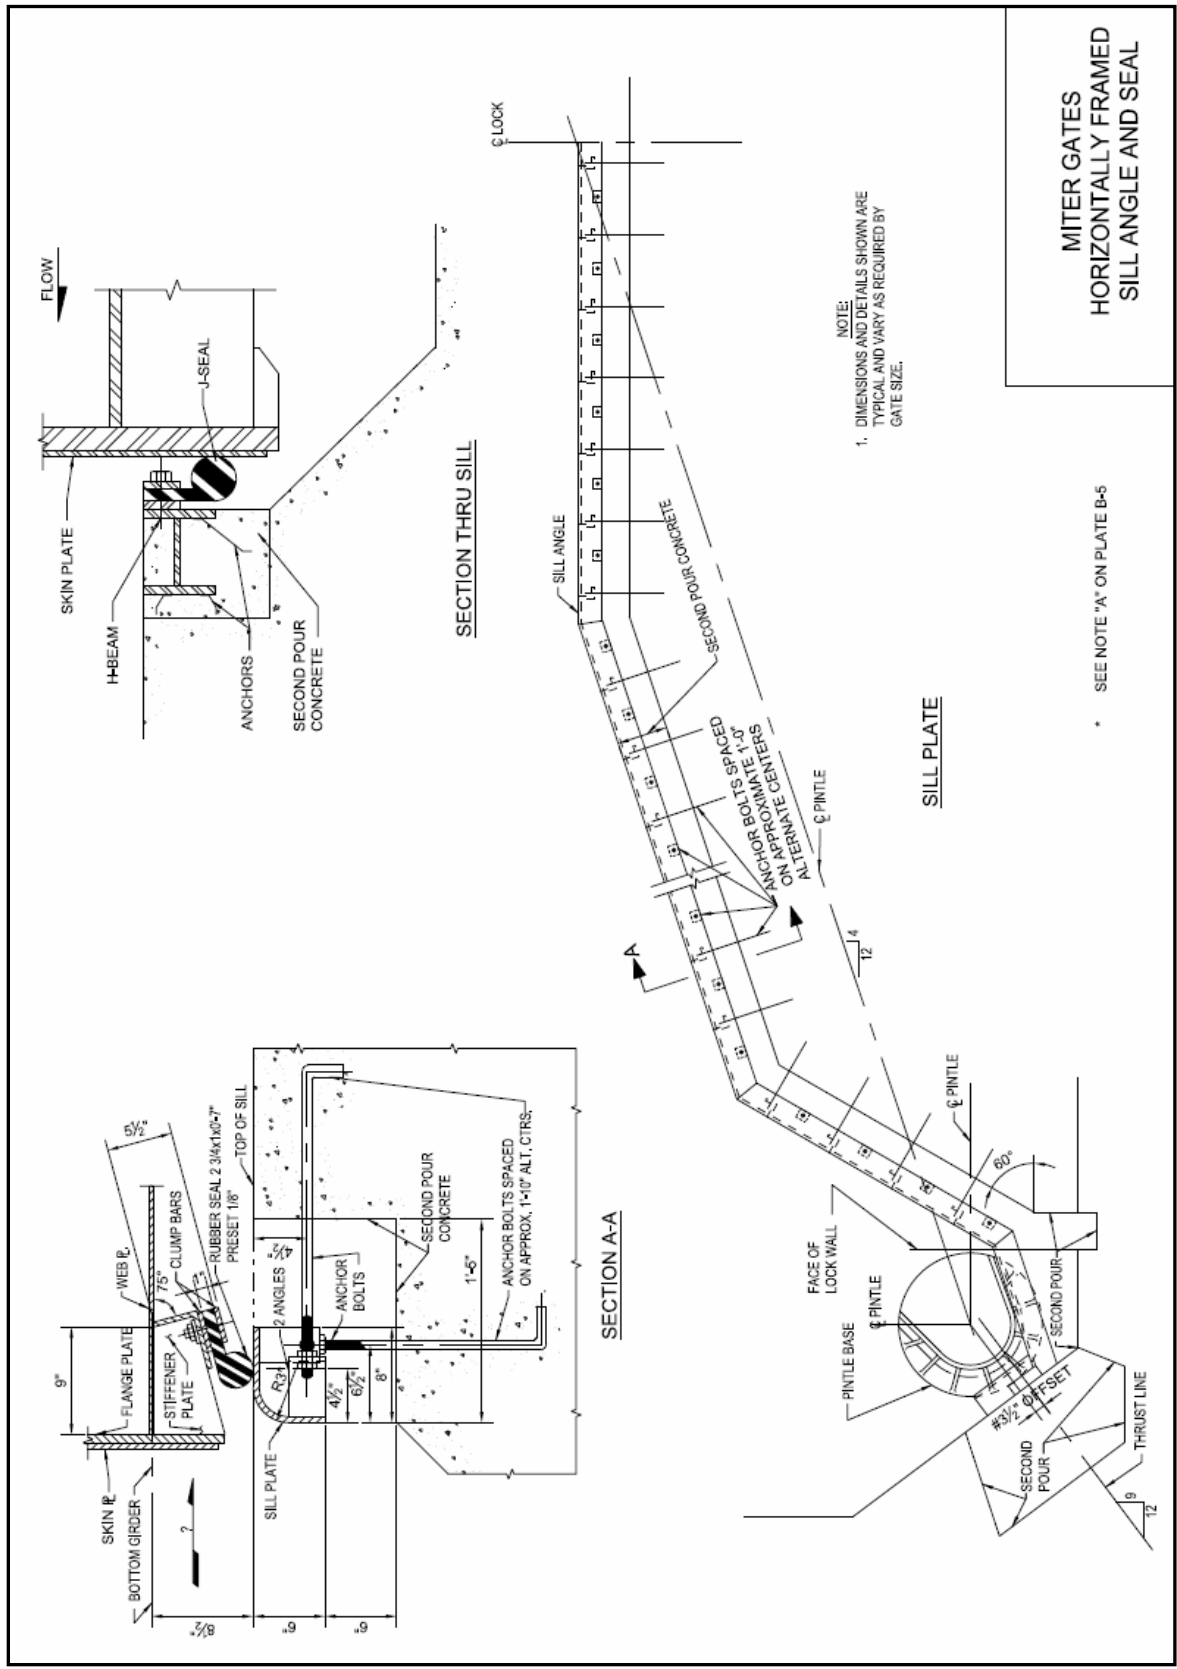 FLOW
J-SEAL
SKIN PLATE
H-BEAM
ANCHORS
SECOND POUR
CONCRETE
SECTION THRU SILL
5½"
WEB ℙL
CLUMP BARS
75°
RUBBER SEAL 2 3/4x1x0'-7"
PRESET 1/8"
TOP OF SILL
9"
FLANGE PLATE
STIFFENER
PLATE
SKIN ℙL
BOTTOM GIRDER
?
SILL PLATE
R3"
2 ANGLES
4½"
ANCHOR
BOLTS
4½"
6½"
8"
1'-5"
SECOND POUR
CONCRETE
ANCHOR BOLTS SPACED
ON APPROX, 1'-10" ALT, CTRS,
8½"
6"
6"
SECTION A-A
℄ LOCK
SILL ANGLE
SECOND POUR CONCRETE
ANCHOR BOLTS SPACED
ON APPROXIMATE 1'-0"
ALTERNATE CENTERS
A
℄ PINTLE
4
12
℄ PINTLE
60°
FACE OF
LOCK WALL
℄ PINTLE
PINTLE BASE
SECOND POUR
#3½" OFFSET
SECOND
POUR
THRUST LINE
9
12
SILL PLATE
NOTE:
1. DIMENSIONS AND DETAILS SHOWN ARE
TYPICAL AND VARY AS REQUIRED BY
GATE SIZE.
* SEE NOTE "A" ON PLATE B-5
MITER GATES
HORIZONTALLY FRAMED
SILL ANGLE AND SEAL